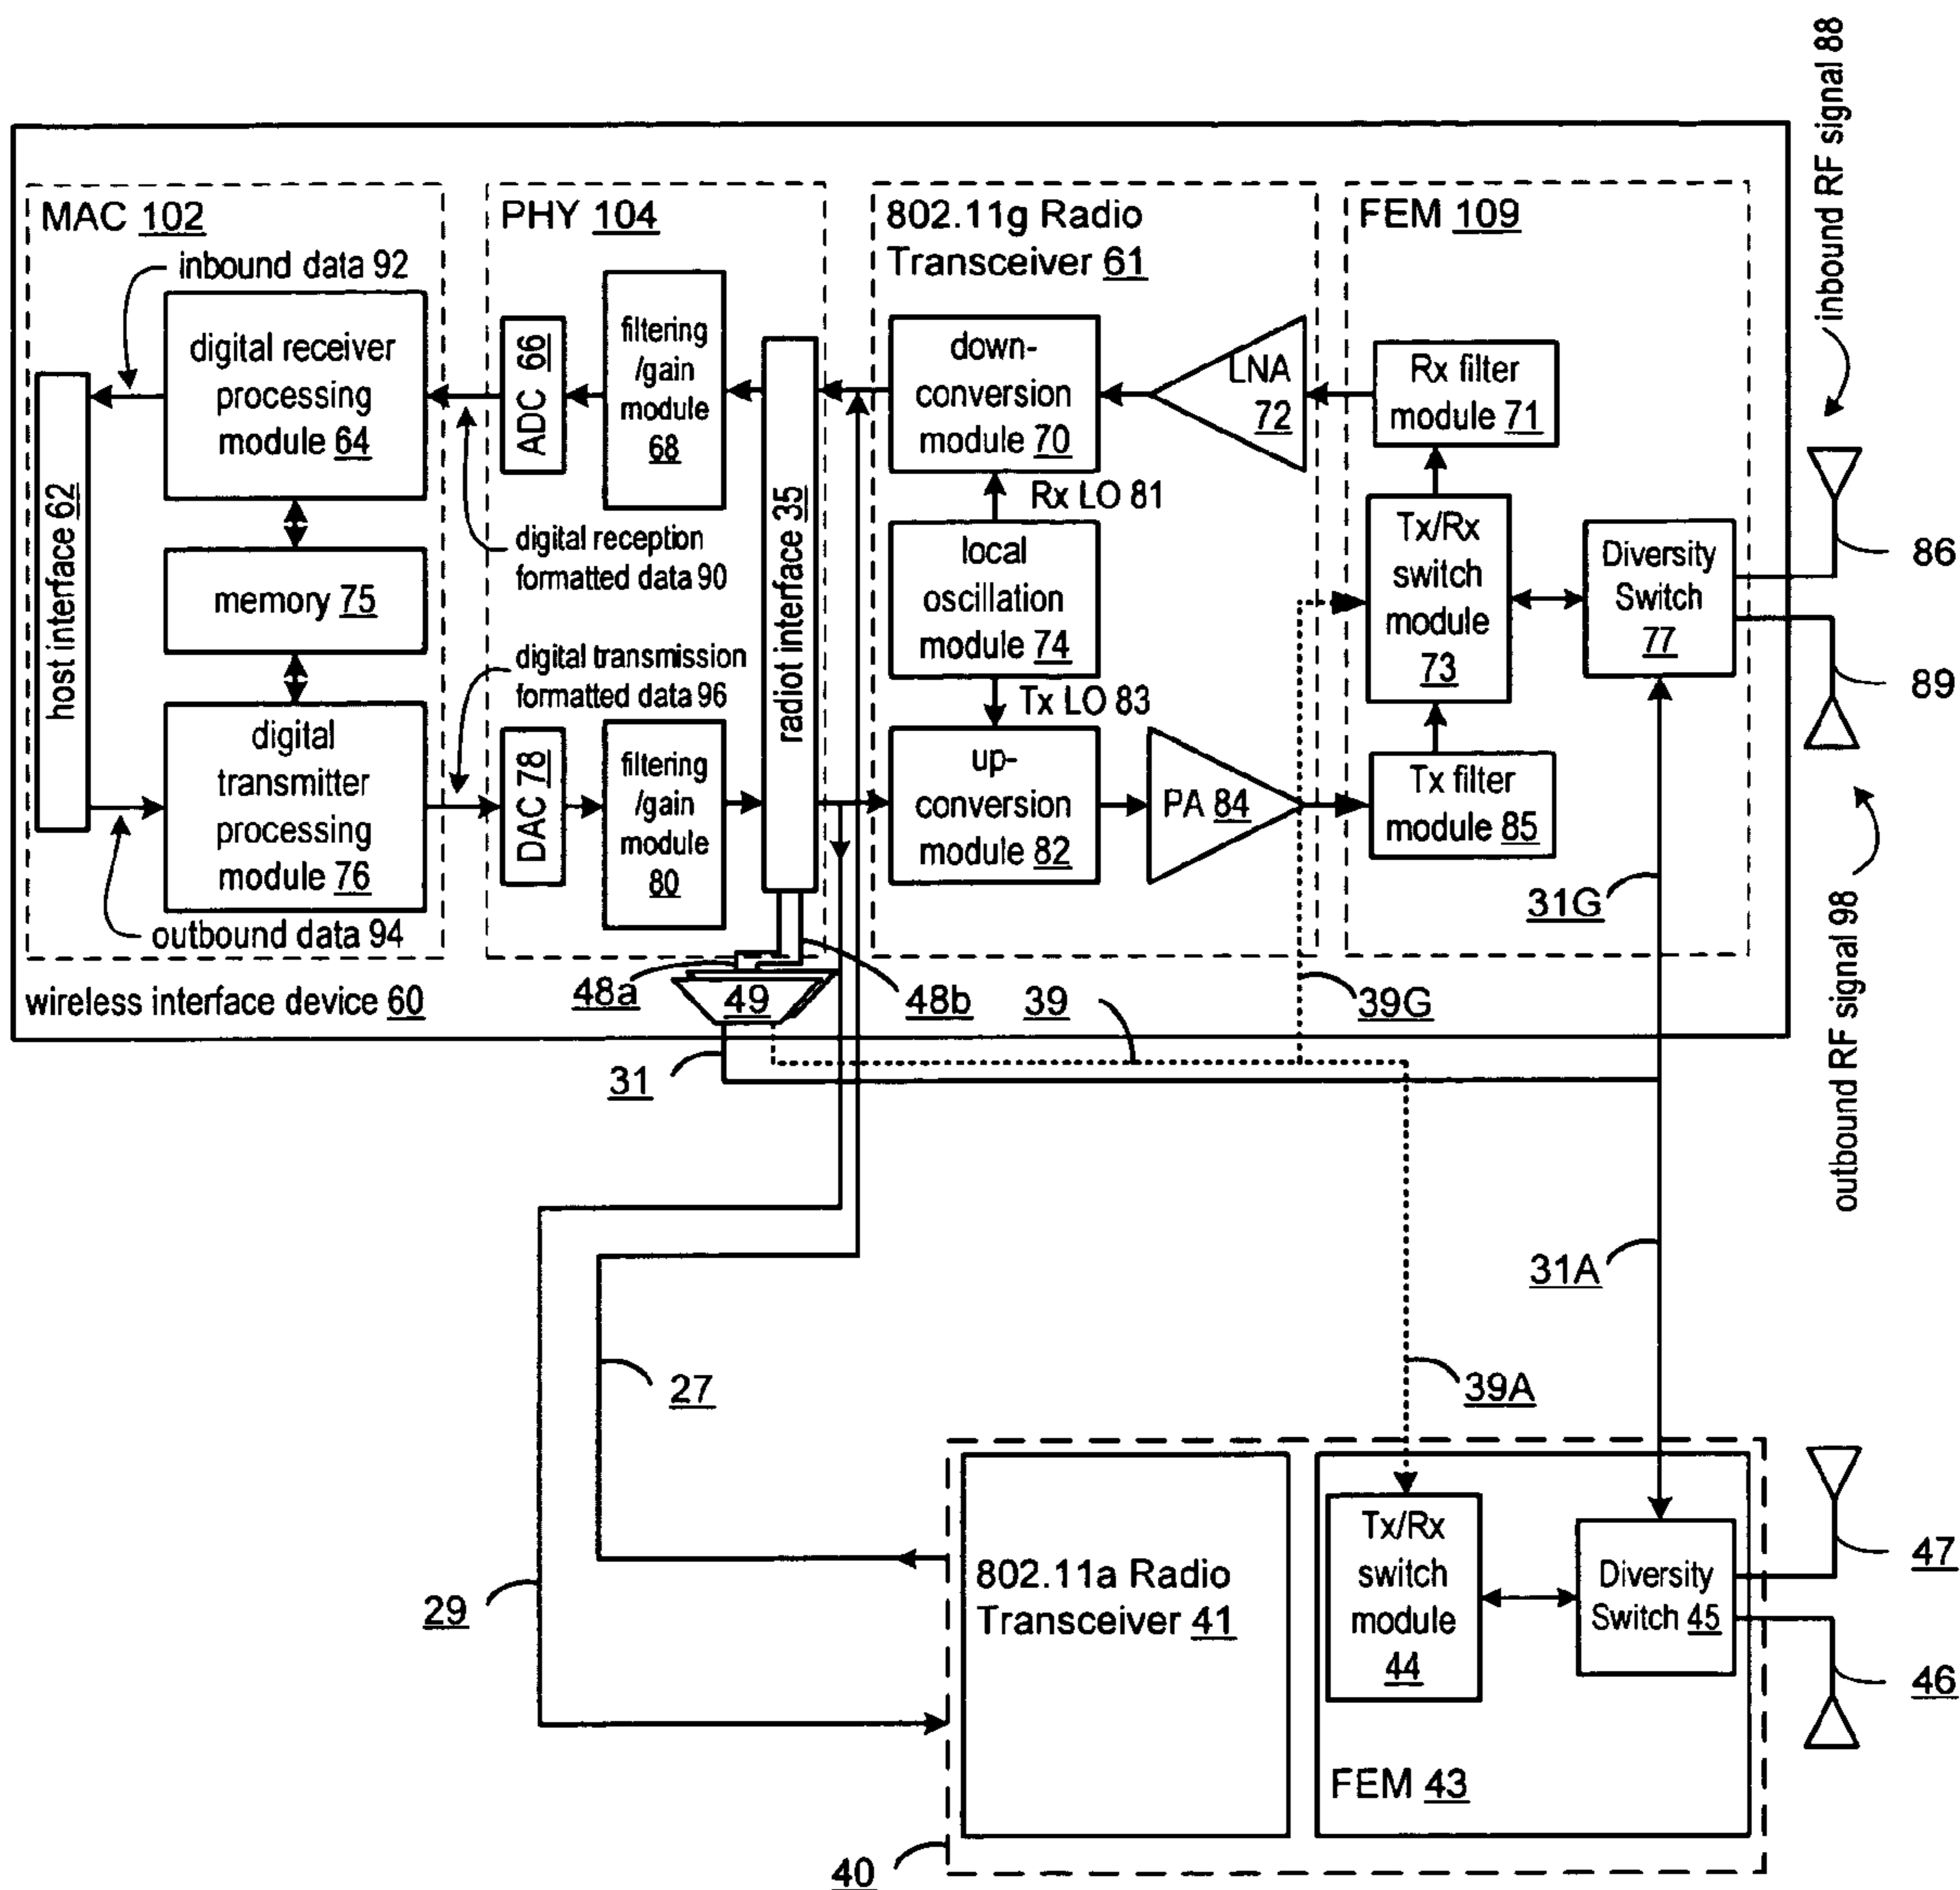 inbound RF signal 88
MAC 102
PHY 104
802.11g Radio
Transceiver 61
FEM 109
inbound data 92
digital receiver
processing
module 64
ADC 66
filtering
/gain
module
68
down-
conversion
module 70
LNA
72
Rx filter
module 71
host interface 62
memory 75
digital reception
formatted data 90
radiot interface 35
Rx LO 81
local
oscillation
module 74
Tx/Rx
switch
module
73
Diversity
Switch
77
86
digital transmission
formatted data 96
Tx LO 83
89
digital
transmitter
processing
module 76
DAC 78
filtering
/gain
module
80
up-
conversion
module 82
PA 84
Tx filter
module 85
outbound data 94
31G
outbound RF signal 98
wireless interface device 60
48a
49
48b
39
39G
31
31A
27
39A
29
802.11a Radio
Transceiver 41
Tx/Rx
switch
module
44
Diversity
Switch 45
47
46
FEM 43
40